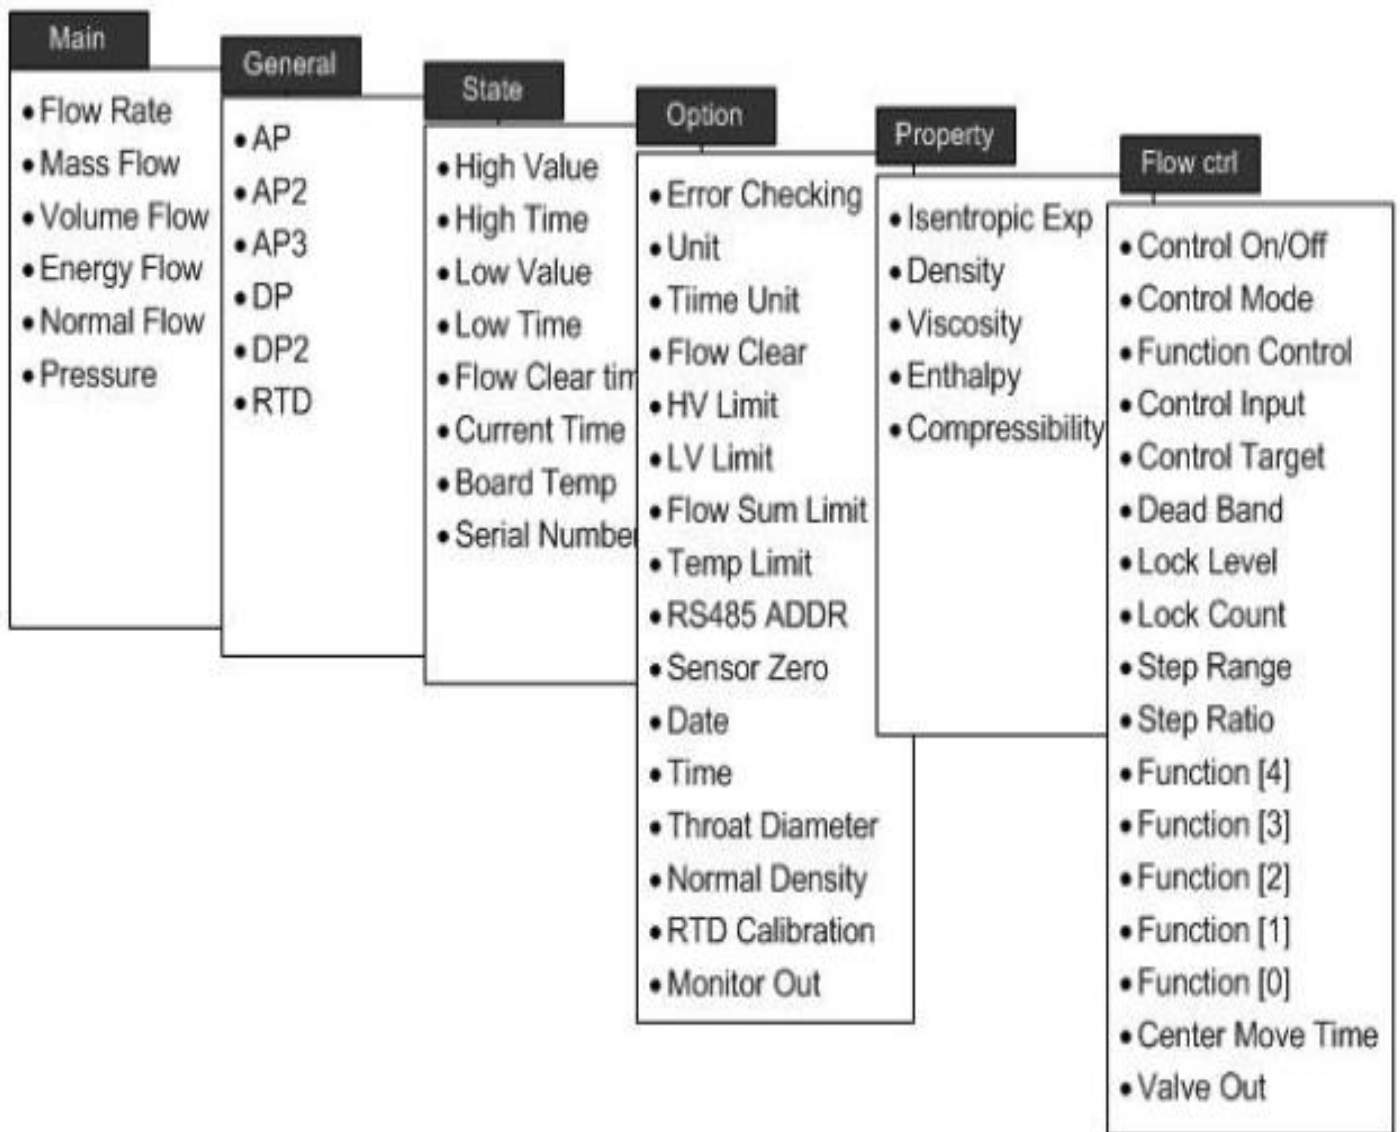 Main
• Flow Rate
• Mass Flow
• Volume Flow
• Energy Flow
• Normal Flow
• Pressure
General
• AP
• AP2
• AP3
• DP
• DP2
• RTD
State
• High Value
• High Time
• Low Value
• Low Time
• Flow Clear tim
• Current Time
• Board Temp
• Serial Number
Option
• Error Checking
• Unit
• Tiime Unit
• Flow Clear
• HV Limit
• LV Limit
• Flow Sum Limit
• Temp Limit
• RS485 ADDR
• Sensor Zero
• Date
• Time
• Throat Diameter
• Normal Density
• RTD Calibration
• Monitor Out
Property
• Isentropic Exp
• Density
• Viscosity
• Enthalpy
• Compressibility
Flow ctrl
• Control On/Off
• Control Mode
• Function Control
• Control Input
• Control Target
• Dead Band
• Lock Level
• Lock Count
• Step Range
• Step Ratio
• Function [4]
• Function [3]
• Function [2]
• Function [1]
• Function [0]
• Center Move Time
• Valve Out